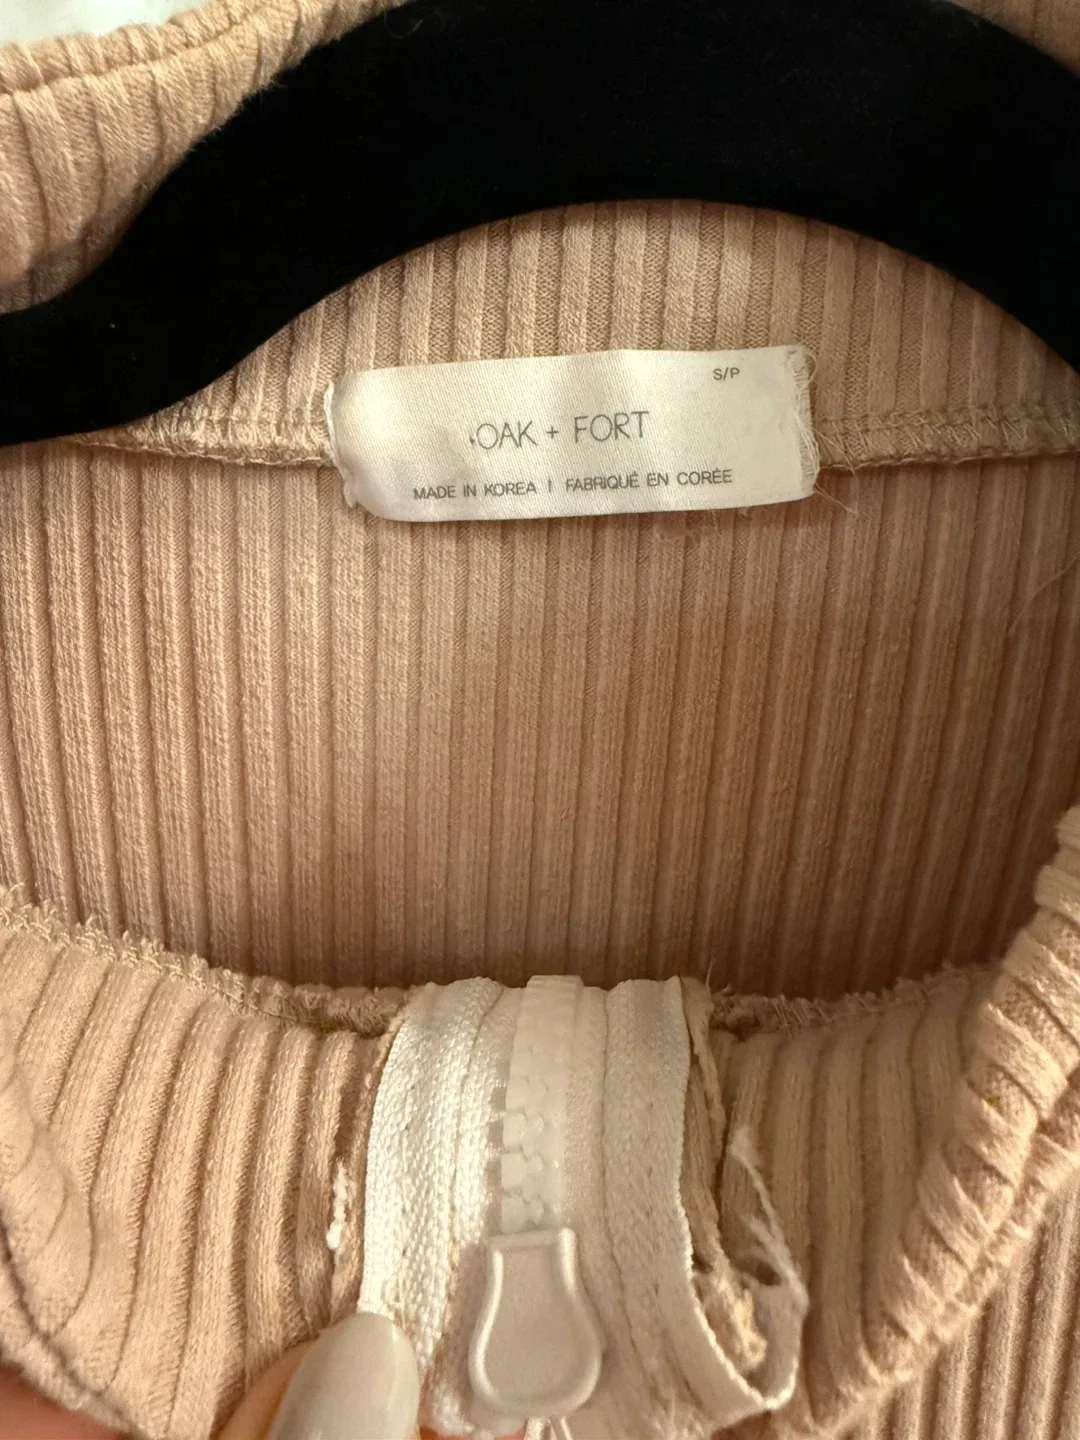 S/P
OAK + FORT
MADE IN KOREA | FABRIQUÉ EN CORÉE